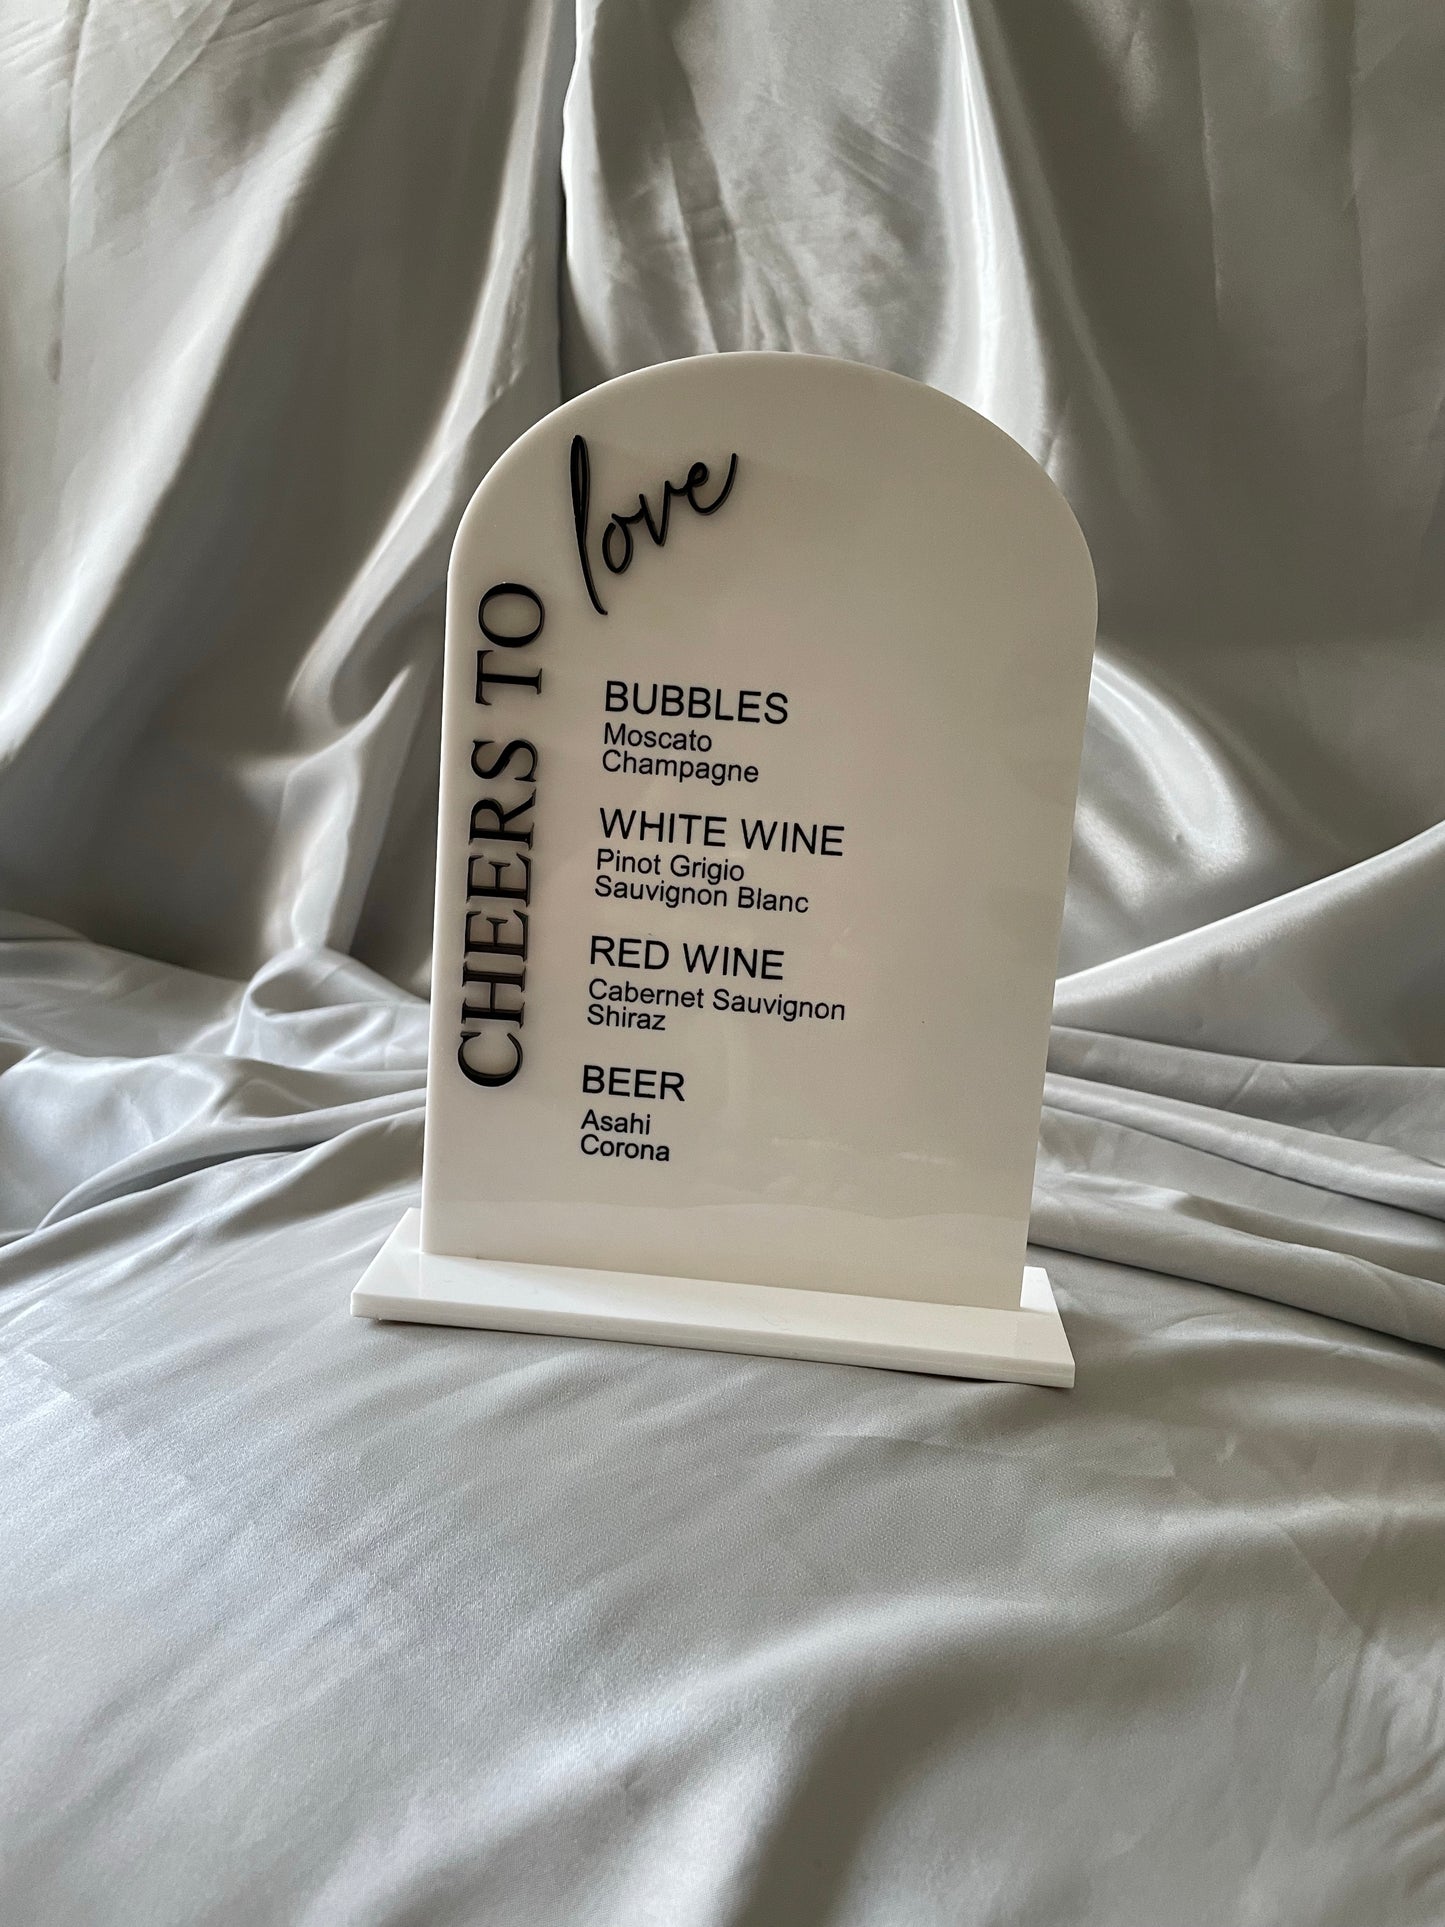 CHEERS TO
love
BUBBLES
Moscato
Champagne
WHITE WINE
Pinot Grigio
Sauvignon Blanc
RED WINE
Cabernet Sauvignon
Shiraz
BEER
Asahi
Corona